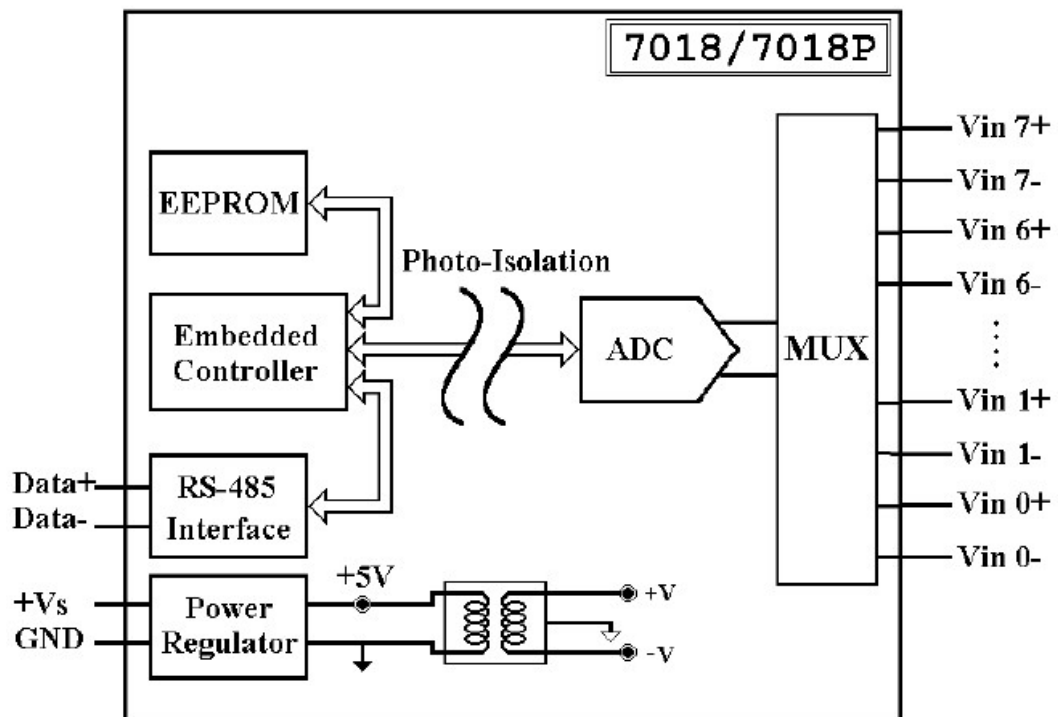 7018/7018P
Vin 7+
Vin 7-
Vin 6+
Vin 6-
Vin 1+
Vin 1-
Vin 0+
Vin 0-
MUX
ADC
Photo-Isolation
EEPROM
Embedded
Controller
RS-485
Interface
Data+
Data-
+Vs
GND
Power
Regulator
+5V
+V
-V